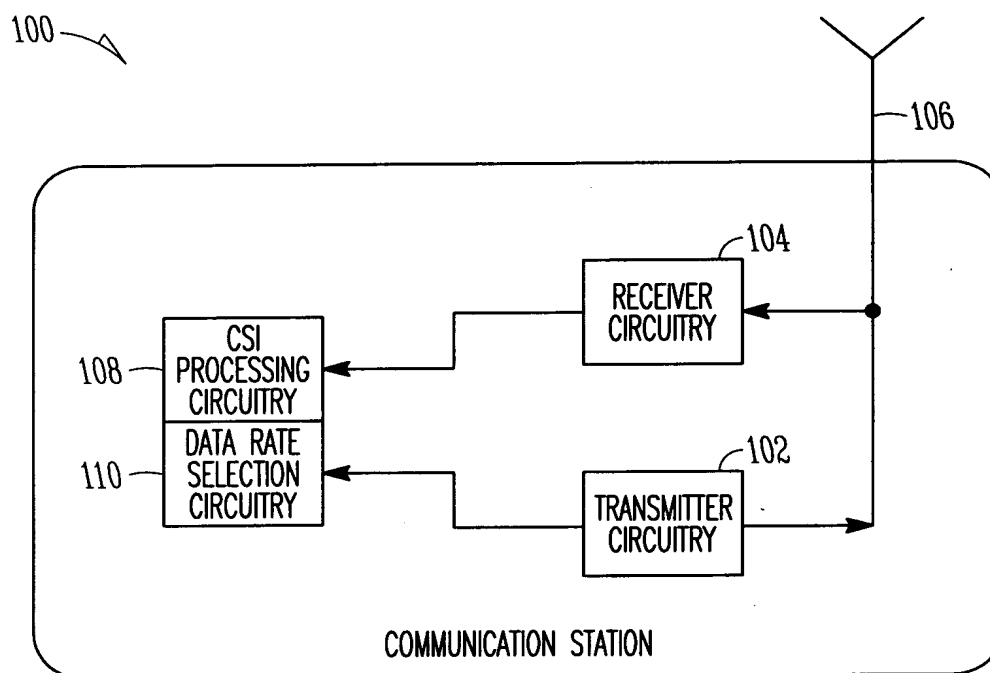 100
106
104
RECEIVER
CIRCUITRY
CSI
PROCESSING
CIRCUITRY
108
DATA RATE
SELECTION
CIRCUITRY
110
102
TRANSMITTER
CIRCUITRY
COMMUNICATION STATION